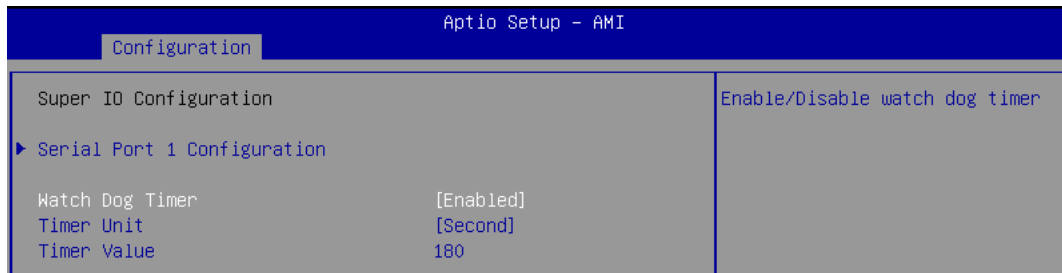 Aptio Setup – AMI
Configuration
Super IO Configuration
Enable/Disable watch dog timer
Serial Port 1 Configuration
Watch Dog Timer [Enabled]
Timer Unit [Second]
Timer Value 180